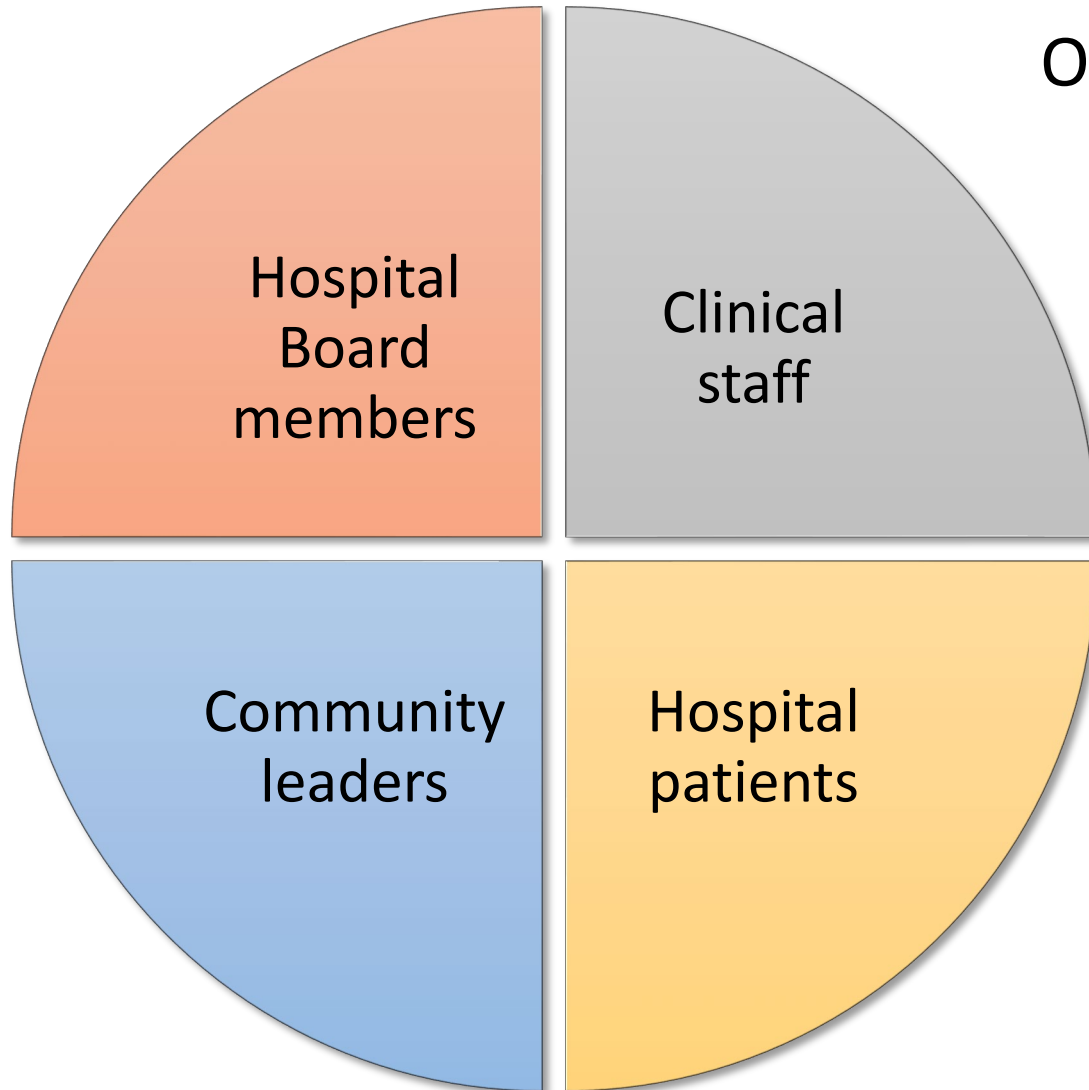 O
Hospital
Board
members
Clinical
staff
Community
leaders
Hospital
patients